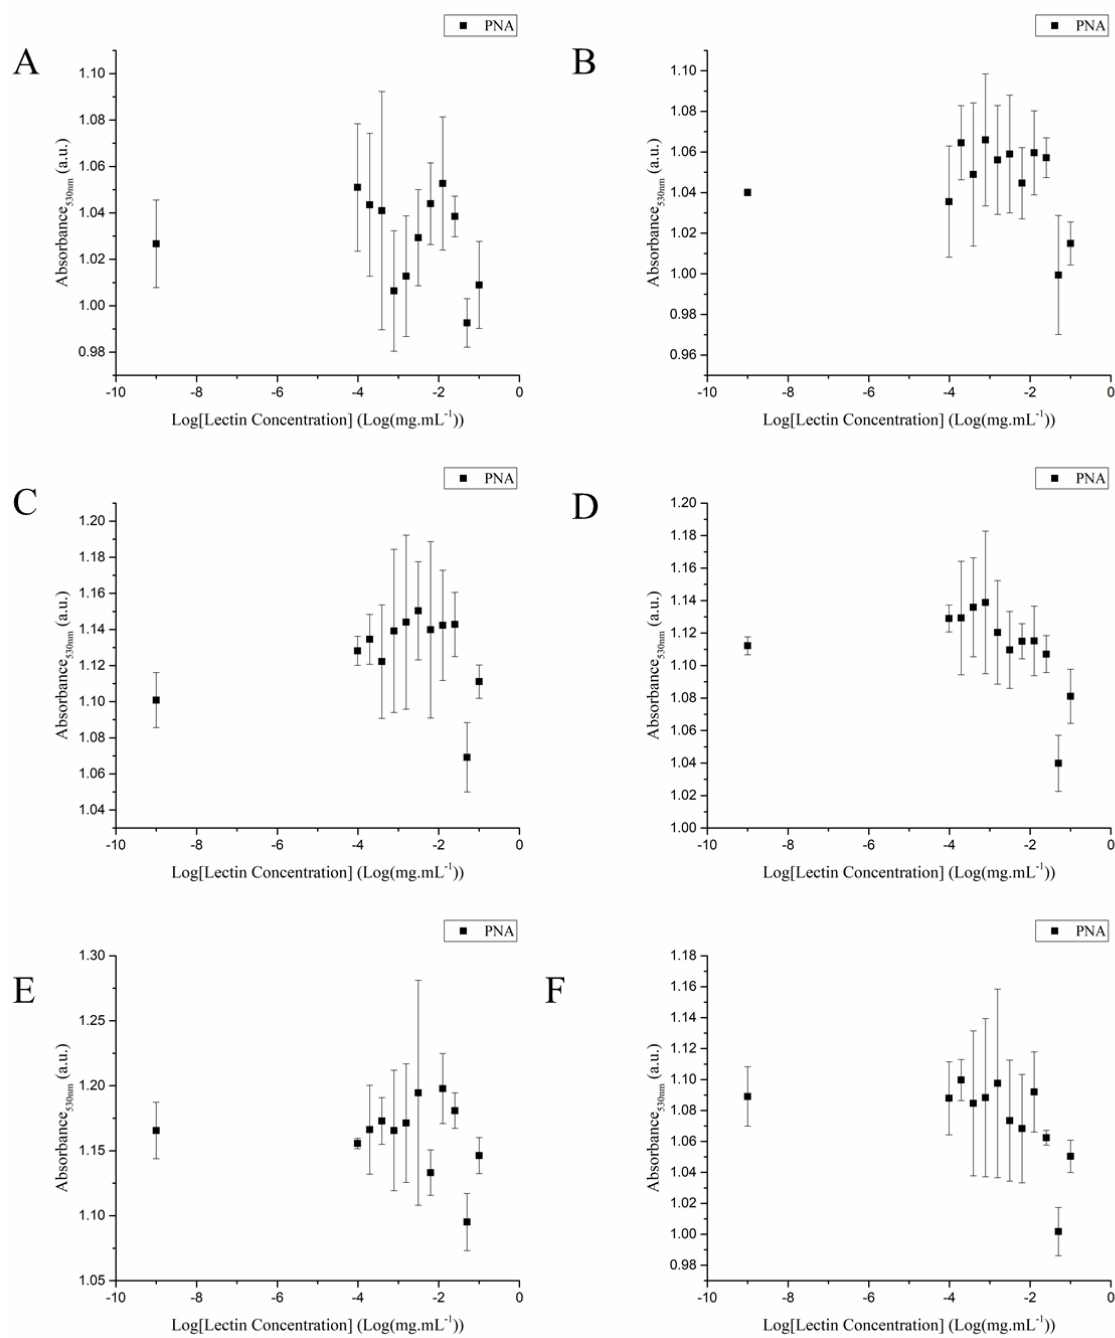 PNA
A
1.10
1.08
1.06
1.04
1.02
1.00
0.98
Absorbance530nm (a.u.)
-10 -8 -6 -4 -2 0
Log[Lectin Concentration] (Log(mg.mL-1))
PNA
B
1.10
1.08
1.06
1.04
1.02
1.00
0.98
0.96
Absorbance530nm (a.u.)
-10 -8 -6 -4 -2 0
Log[Lectin Concentration] (Log(mg.mL-1))
PNA
C
1.20
1.18
1.16
1.14
1.12
1.10
1.08
1.06
1.04
Absorbance530nm (a.u.)
-10 -8 -6 -4 -2 0
Log[Lectin Concentration] (Log(mg.mL-1))
PNA
D
1.20
1.18
1.16
1.14
1.12
1.10
1.08
1.06
1.04
1.02
1.00
Absorbance530nm (a.u.)
-10 -8 -6 -4 -2 0
Log[Lectin Concentration] (Log(mg.mL-1))
PNA
E
1.30
1.25
1.20
1.15
1.10
1.05
Absorbance530nm (a.u.)
-10 -8 -6 -4 -2 0
Log[Lectin Concentration] (Log(mg.mL-1))
PNA
F
1.18
1.16
1.14
1.12
1.10
1.08
1.06
1.04
1.02
1.00
0.98
Absorbance530nm (a.u.)
-10 -8 -6 -4 -2 0
Log[Lectin Concentration] (Log(mg.mL-1))